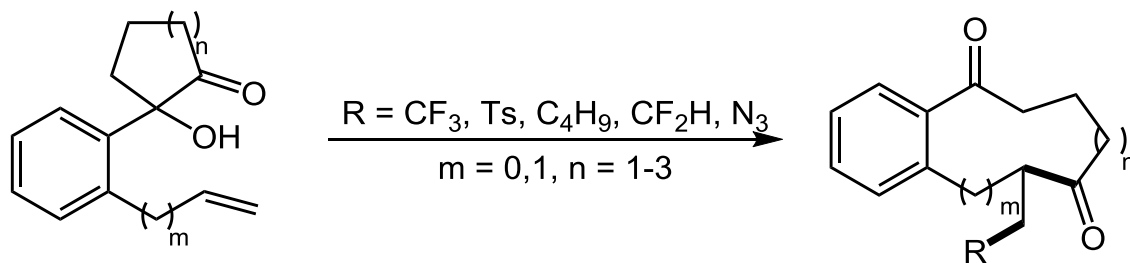 ( )
n
O
OH
( )
m
R = CF₃, Ts, C₄H₉, CF₂H, N₃
m = 0,1, n = 1-3
O
( )
n
( )
m
R
O